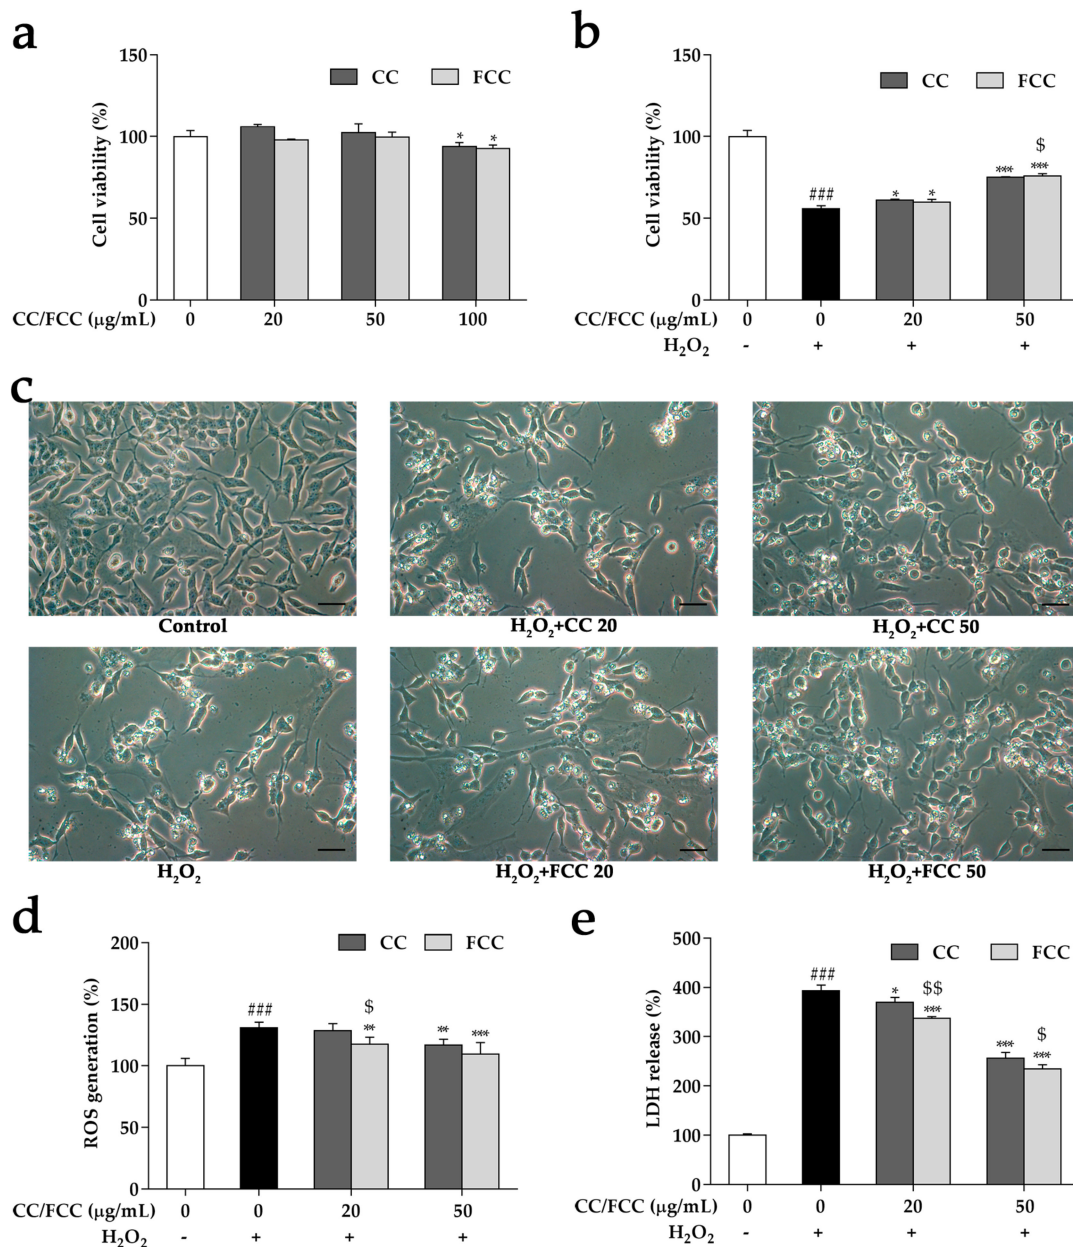 a
150
100
50
0
Cell viability (%)
CC
FCC
*
*
CC/FCC (μg/mL)
0
20
50
100
b
150
100
50
0
Cell viability (%)
CC
FCC
###
*
*
***
$
***
CC/FCC (μg/mL)
0
0
20
50
H₂O₂
-
+
+
+
c
Control
H₂O₂+CC 20
H₂O₂+CC 50
H₂O₂
H₂O₂+FCC 20
H₂O₂+FCC 50
d
200
150
100
50
0
ROS generation (%)
CC
FCC
###
$
**
**
***
CC/FCC (μg/mL)
0
0
20
50
H₂O₂
-
+
+
+
e
500
400
300
200
100
0
LDH release (%)
CC
FCC
###
*
$$
***
***
$
***
CC/FCC (μg/mL)
0
0
20
50
H₂O₂
-
+
+
+